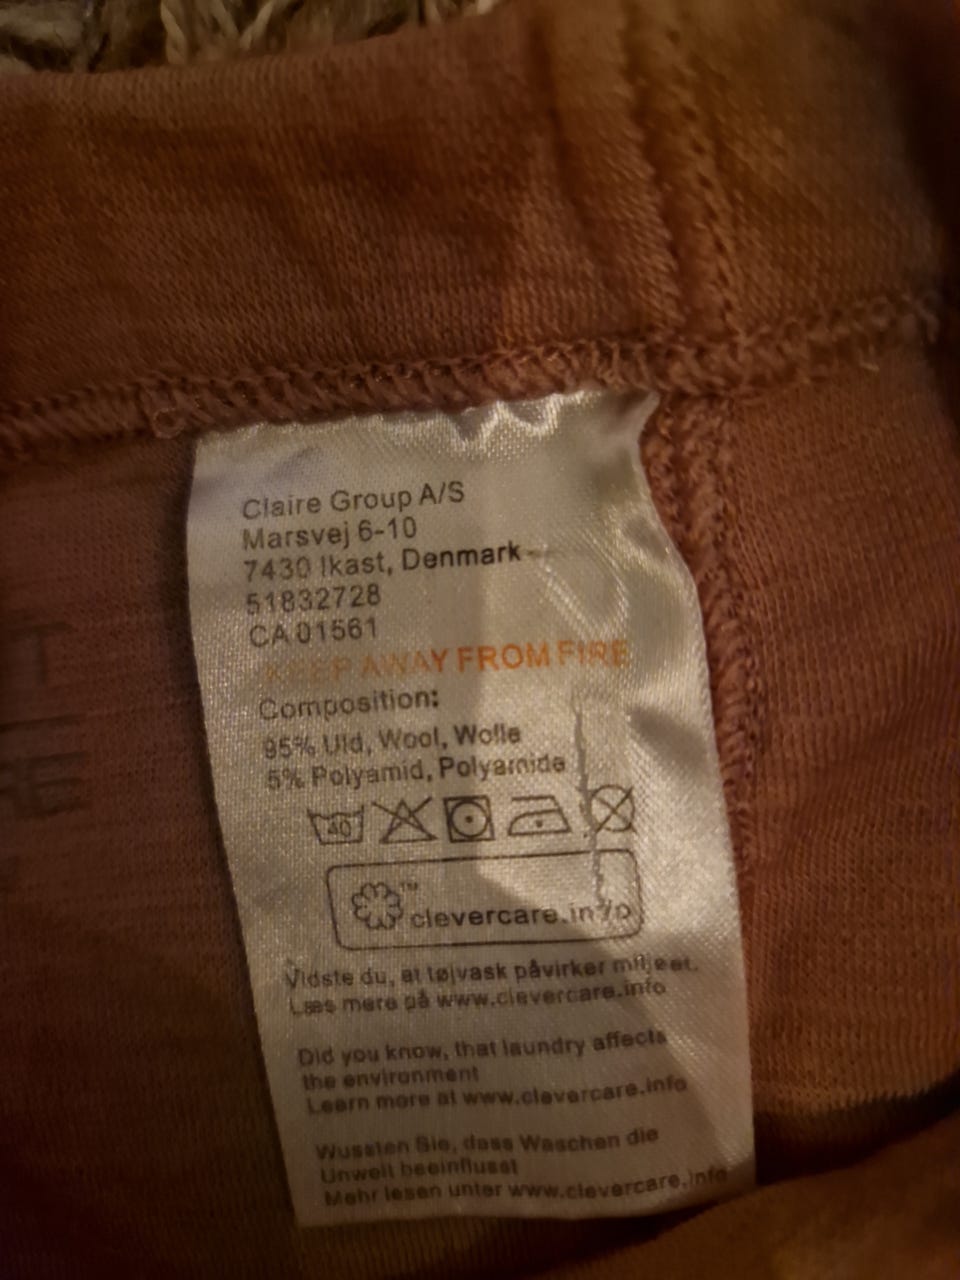 Claire Group A/S
Marsvej 6-10
7430 Ikast, Denmark
51832728
CA 01561
KEEP AWAY FROM FIRE
Composition:
95% Uld, Wool, Wolle
5% Polyamid, Polyamide
40
™
clevercare.info
Vidste du, at tøjvask påvirker miljøet.
Læs mere på www.clevercare.info
Did you know, that laundry affects
the environment
Learn more at www.clevercare.info
Wussten Sie, dass Waschen die
Umwelt beeinflusst
Mehr lesen unter www.clevercare.info